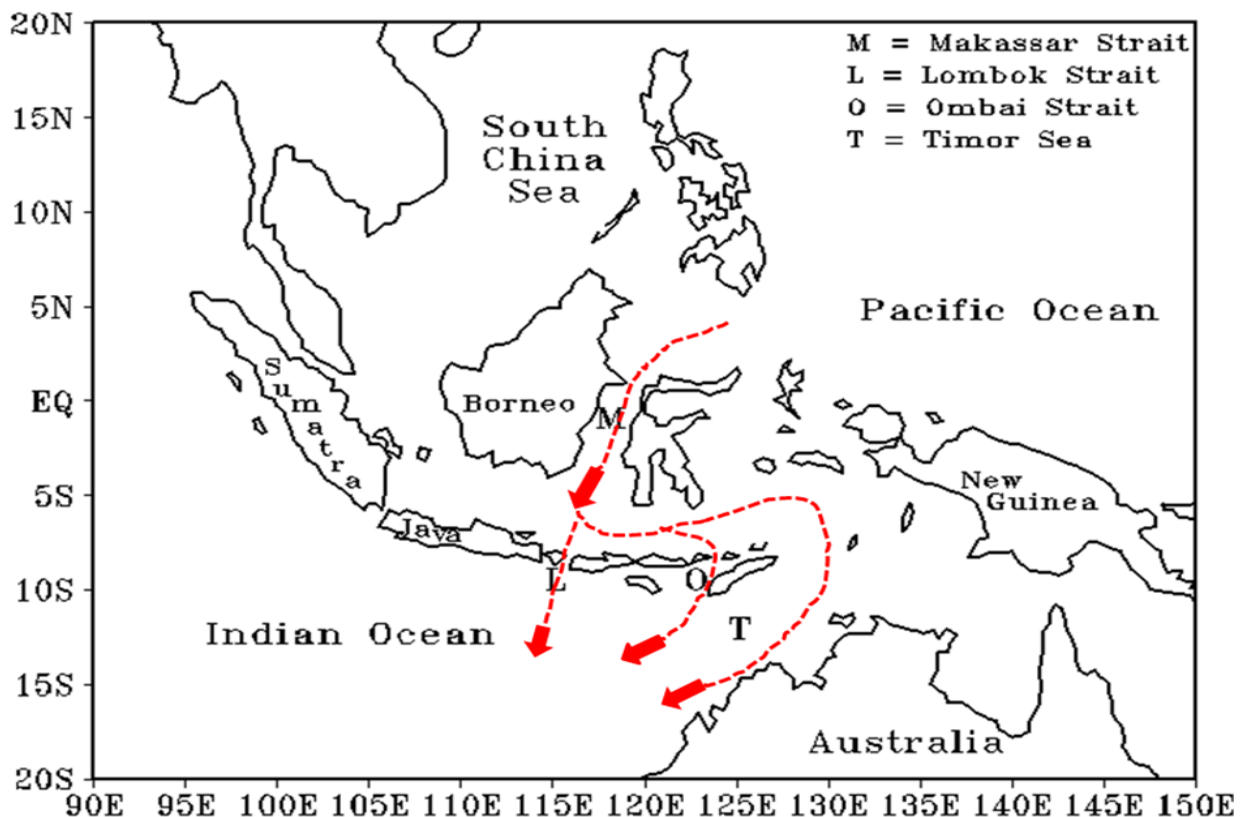 20N
15N
10N
5N
EQ
5S
10S
15S
20S
90E 95E 100E 105E 110E 115E 120E 125E 130E 135E 140E 145E 150E
M = Makassar Strait
L = Lombok Strait
O = Ombai Strait
T = Timor Sea
South
China
Sea
Pacific Ocean
Sumatra
Borneo
M
New
Guinea
Java
L
O
T
Indian Ocean
Australia